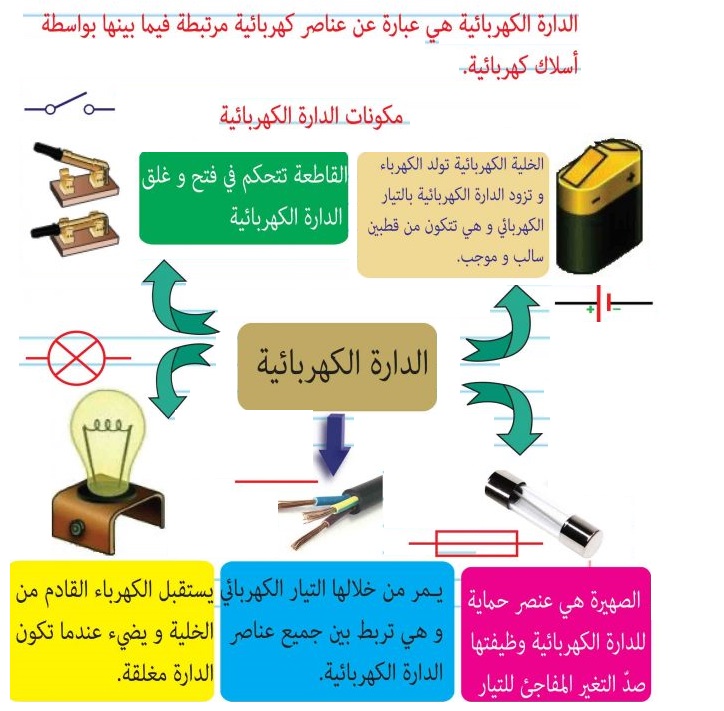 الدارة الكهربائية هي عبارة عن عناصر كهربائية مرتبطة فيما بينها بواسطة
أسلاك كهربائية.
مكونات الدارة الكهربائية
الخلية الكهربائية تولد الكهرباء
و تزود الدارة الكهربائية بالتيار
الكهربائي و هي تتكون من قطبين
سالب و موجب.
القاطعة تتحكم في فتح و غلق
الدارة الكهربائية
- +
+ −
الدارة الكهربائية
الصهيرة هي عنصر حماية
للدارة الكهربائية وظيفتها
صدّ التغير المفاجئ للتيار
يـمر من خلالها التيار الكهربائي
و هي تربط بين جميع عناصر
الدارة الكهربائية.
يستقبل الكهرباء القادم من
الخلية و يضيء عندما تكون
الدارة مغلقة.